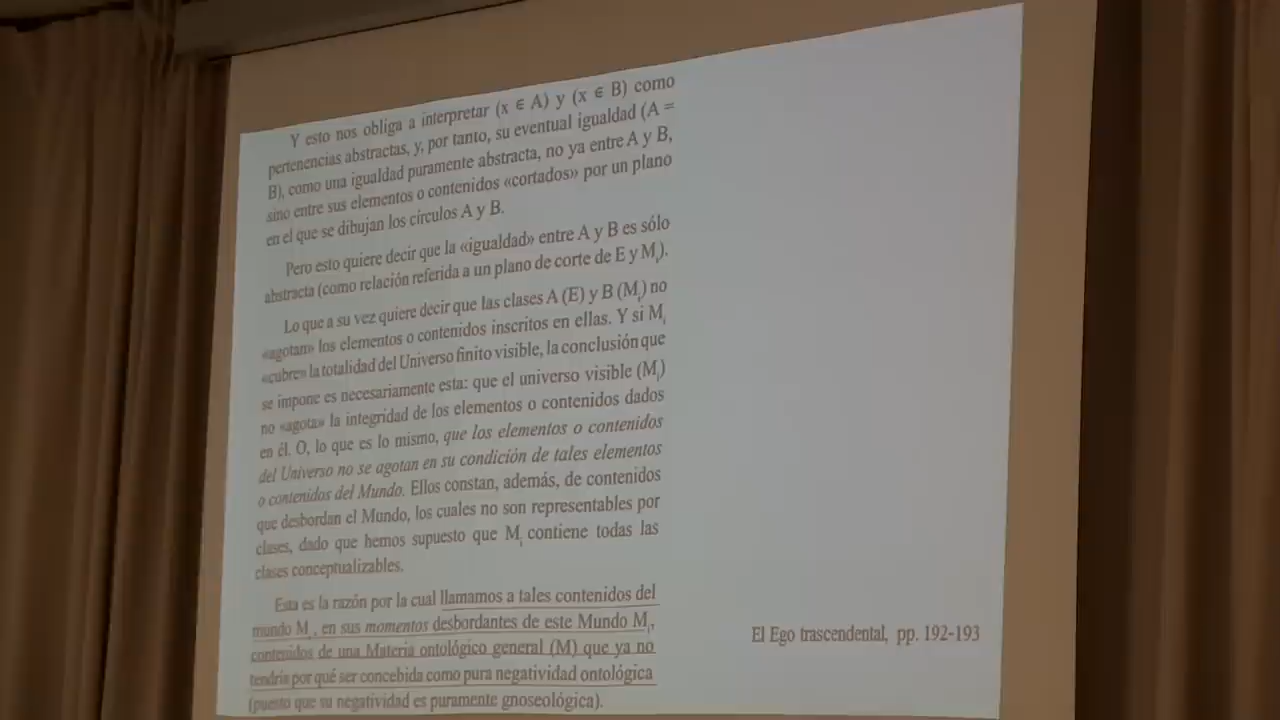 Y esto nos obliga a interpretar (x ∈ A) y (x ∈ B) como
pertenencias abstractas, y, por tanto, su eventual igualdad (A =
B), como una igualdad puramente abstracta, no ya entre A y B,
sino entre sus elementos o contenidos «cortados» por un plano
en el que se dibujan los círculos A y B.
Pero esto quiere decir que la «igualdad» entre A y B es sólo
abstracta (como relación referida a un plano de corte de E y Mi).
Lo que a su vez quiere decir que las clases A (E) y B (Mi) no
«agotan» los elementos o contenidos inscritos en ellas. Y si Mi
«cubre» la totalidad del Universo finito visible, la conclusión que
se impone es necesariamente esta: que el universo visible (Mi)
no «agota» la integridad de los elementos o contenidos dados
en él. O, lo que es lo mismo, que los elementos o contenidos
del Universo no se agotan en su condición de tales elementos
o contenidos del Mundo. Ellos constan, además, de contenidos
que desbordan el Mundo, los cuales no son representables por
clases, dado que hemos supuesto que Mi contiene todas las
clases conceptualizables.
Esta es la razón por la cual llamamos a tales contenidos del
mundo Mi, en sus momentos desbordantes de este Mundo Mi,
contenidos de una Materia ontológico general (M) que ya no
tendría por qué ser concebida como pura negatividad ontológica
(puesto que su negatividad es puramente gnoseológica).
El Ego trascendental, pp. 192-193